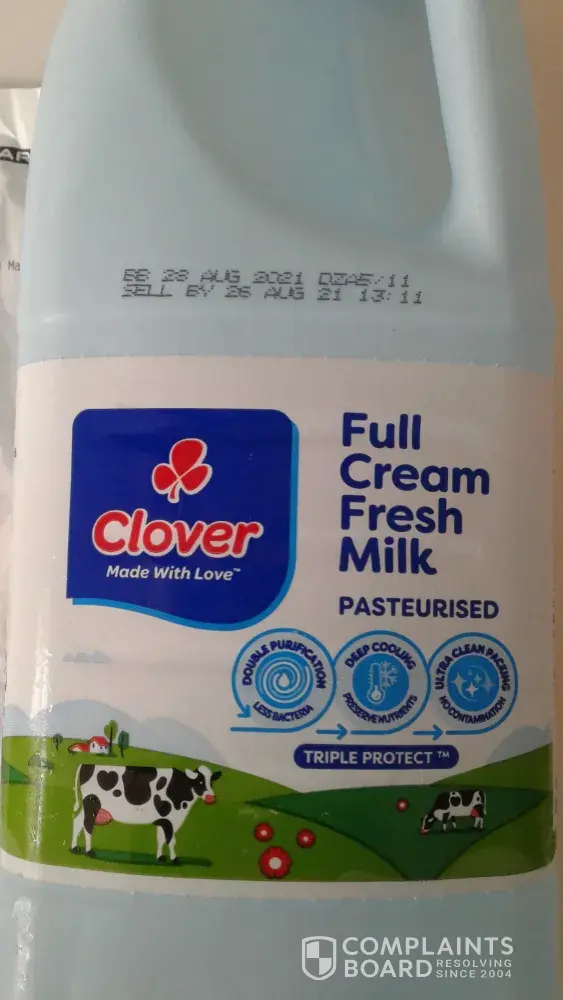 BB 28 AUG 2021 DZAE/11
SELL BY 26 AUG 21 13:11
Clover
Made With Love™
Full
Cream
Fresh
Milk
PASTEURISED
DOUBLE PURIFICATION
LESS BACTERIA
DEEP COOLING
PRESERVE NUTRIENTS
ULTRA CLEAN PACKING
NO CONTAMINATION
TRIPLE PROTECT™
COMPLAINTS
BOARD RESOLVING
SINCE 2004